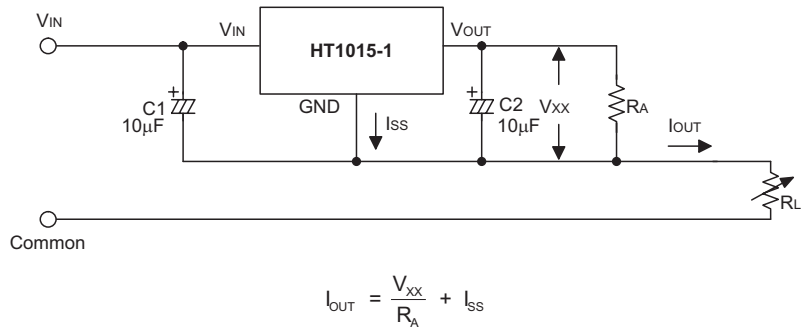 VIN
VIN
HT1015-1
VOUT
GND
C1
10μF
ISS
C2
10μF
VXX
RA
IOUT
RL
Common
IOUT = VXX/RA + ISS